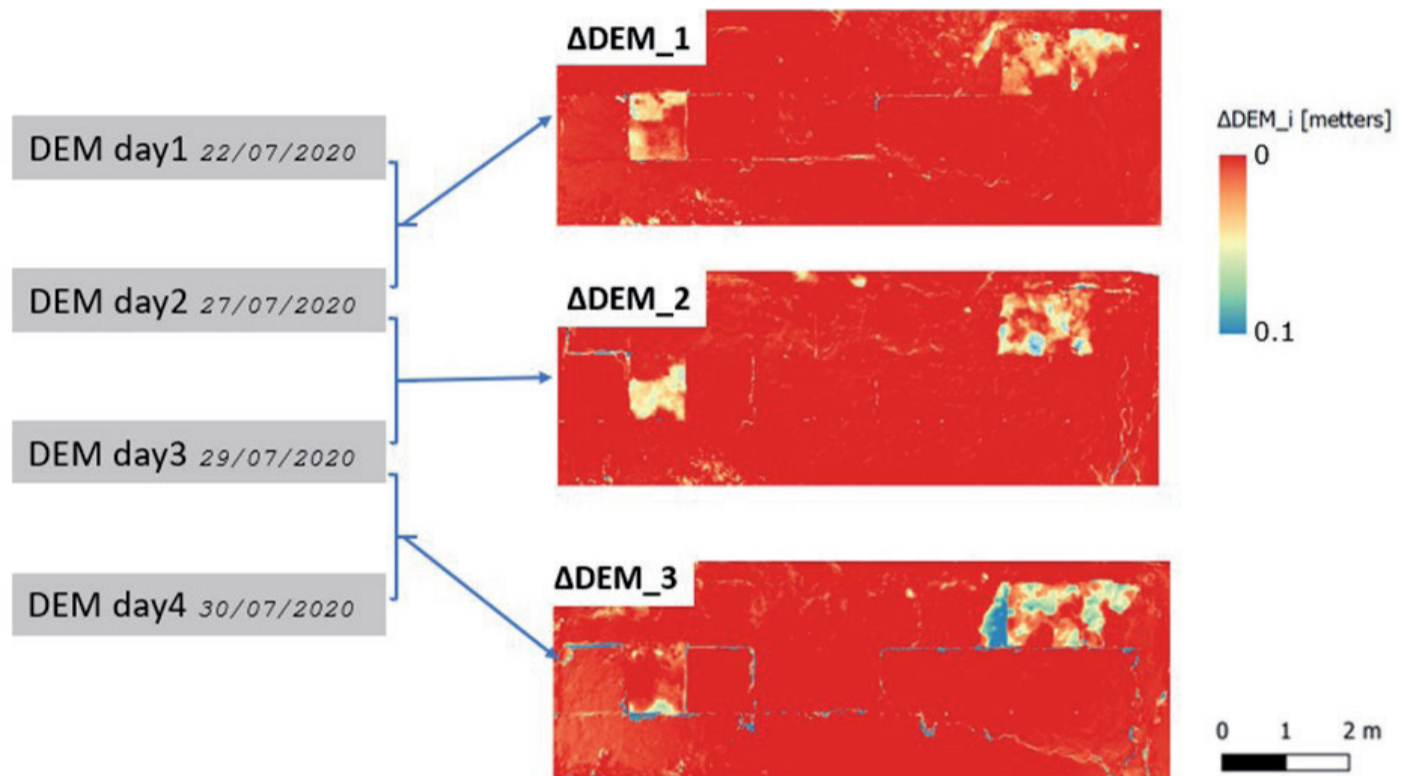 ΔDEM_1
DEM day1 22/07/2020
DEM day2 27/07/2020
ΔDEM_2
DEM day3 29/07/2020
DEM day4 30/07/2020
ΔDEM_3
ΔDEM_i [metters]
0
0.1
0 1 2 m